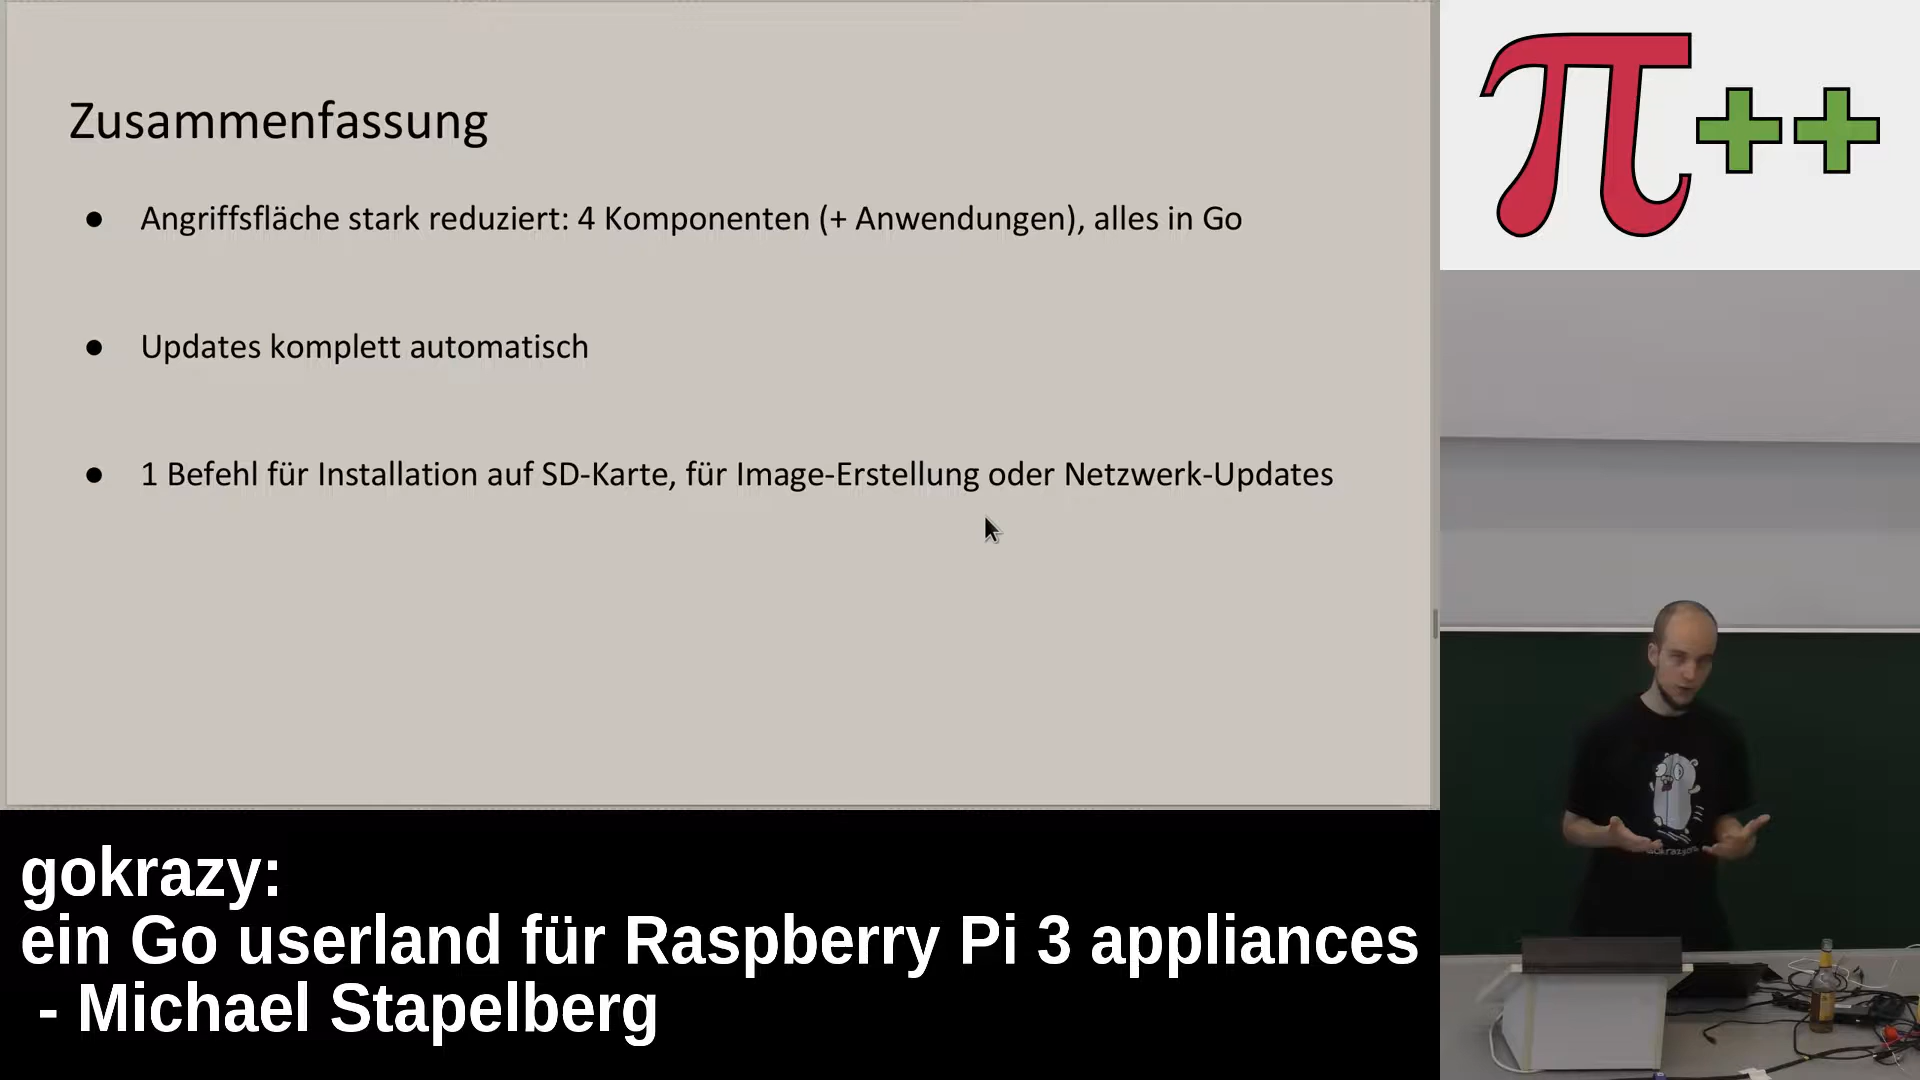 Zusammenfassung
● Angriffsfläche stark reduziert: 4 Komponenten (+ Anwendungen), alles in Go
● Updates komplett automatisch
● 1 Befehl für Installation auf SD-Karte, für Image-Erstellung oder Netzwerk-Updates
π++
gokrazy
gokrazy:
ein Go userland für Raspberry Pi 3 appliances
- Michael Stapelberg